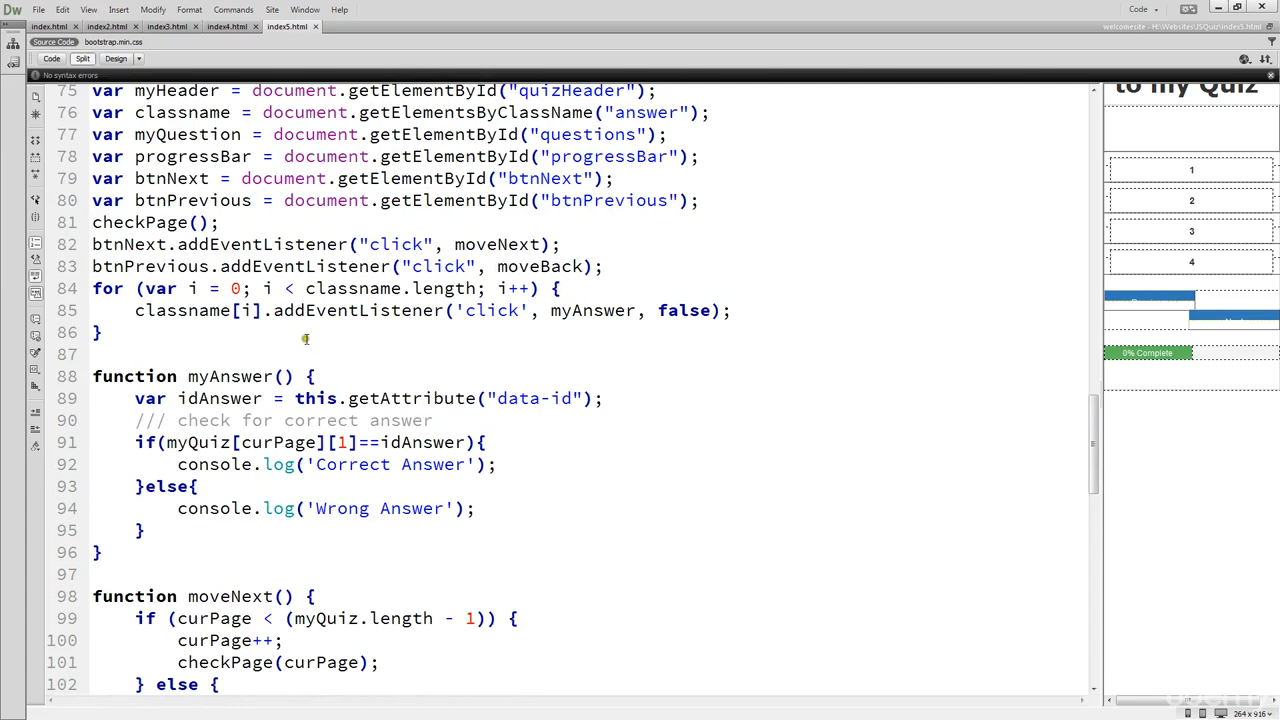 Dw File Edit View Insert Modify Format Commands Site Window Help Code
index.html × index2.html × index3.html × index4.html × index5.html ×
welcomesite - H:\Websites\JSQuiz\index5.html
Source Code bootstrap.min.css
Code Split Design
No syntax errors
75 var myHeader = document.getElementById("quizHeader");
76 var classname = document.getElementsByClassName("answer");
77 var myQuestion = document.getElementById("questions");
78 var progressBar = document.getElementById("progressBar");
79 var btnNext = document.getElementById("btnNext");
80 var btnPrevious = document.getElementById("btnPrevious");
81 checkPage();
82 btnNext.addEventListener("click", moveNext);
83 btnPrevious.addEventListener("click", moveBack);
84 for (var i = 0; i < classname.length; i++) {
85 classname[i].addEventListener('click', myAnswer, false);
86 }
87
88 function myAnswer() {
89 var idAnswer = this.getAttribute("data-id");
90 /// check for correct answer
91 if(myQuiz[curPage][1]==idAnswer){
92 console.log('Correct Answer');
93 }else{
94 console.log('Wrong Answer');
95 }
96 }
97
98 function moveNext() {
99 if (curPage < (myQuiz.length - 1)) {
100 curPage++;
101 checkPage(curPage);
102 } else {
to my Quiz
1
2
3
4
0% Complete
264 x 916